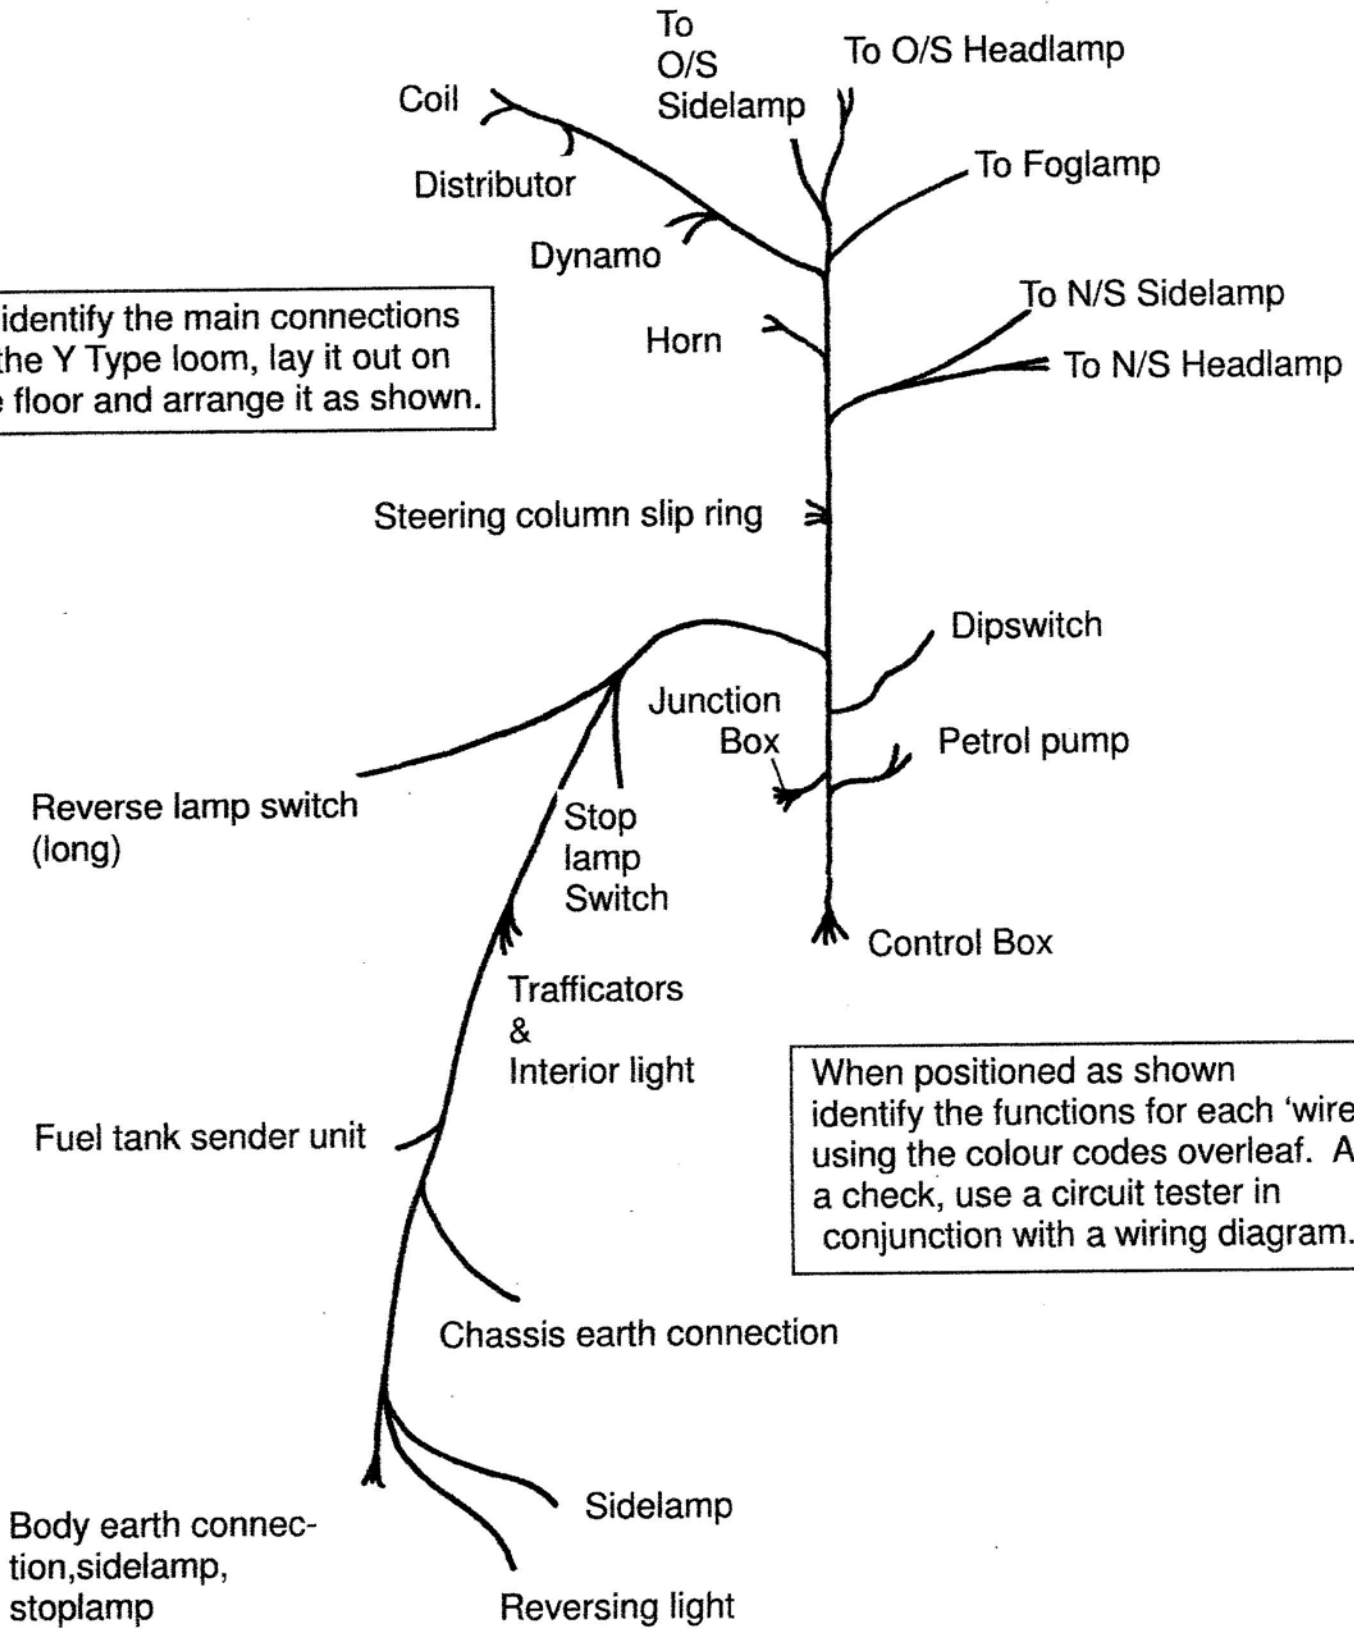 To
O/S
Sidelamp
To O/S Headlamp
Coil
To Foglamp
Distributor
Dynamo
identify the main connections
the Y Type loom, lay it out on
floor and arrange it as shown.
To N/S Sidelamp
Horn
To N/S Headlamp
Steering column slip ring
Dipswitch
Junction
Box
Petrol pump
Reverse lamp switch
(long)
Stop
lamp
Switch
Control Box
Trafficators
&
Interior light
When positioned as shown
identify the functions for each ‘wire
using the colour codes overleaf. A
a check, use a circuit tester in
conjunction with a wiring diagram.
Fuel tank sender unit
Chassis earth connection
Sidelamp
Body earth connec-
tion,sidelamp,
stoplamp
Reversing light